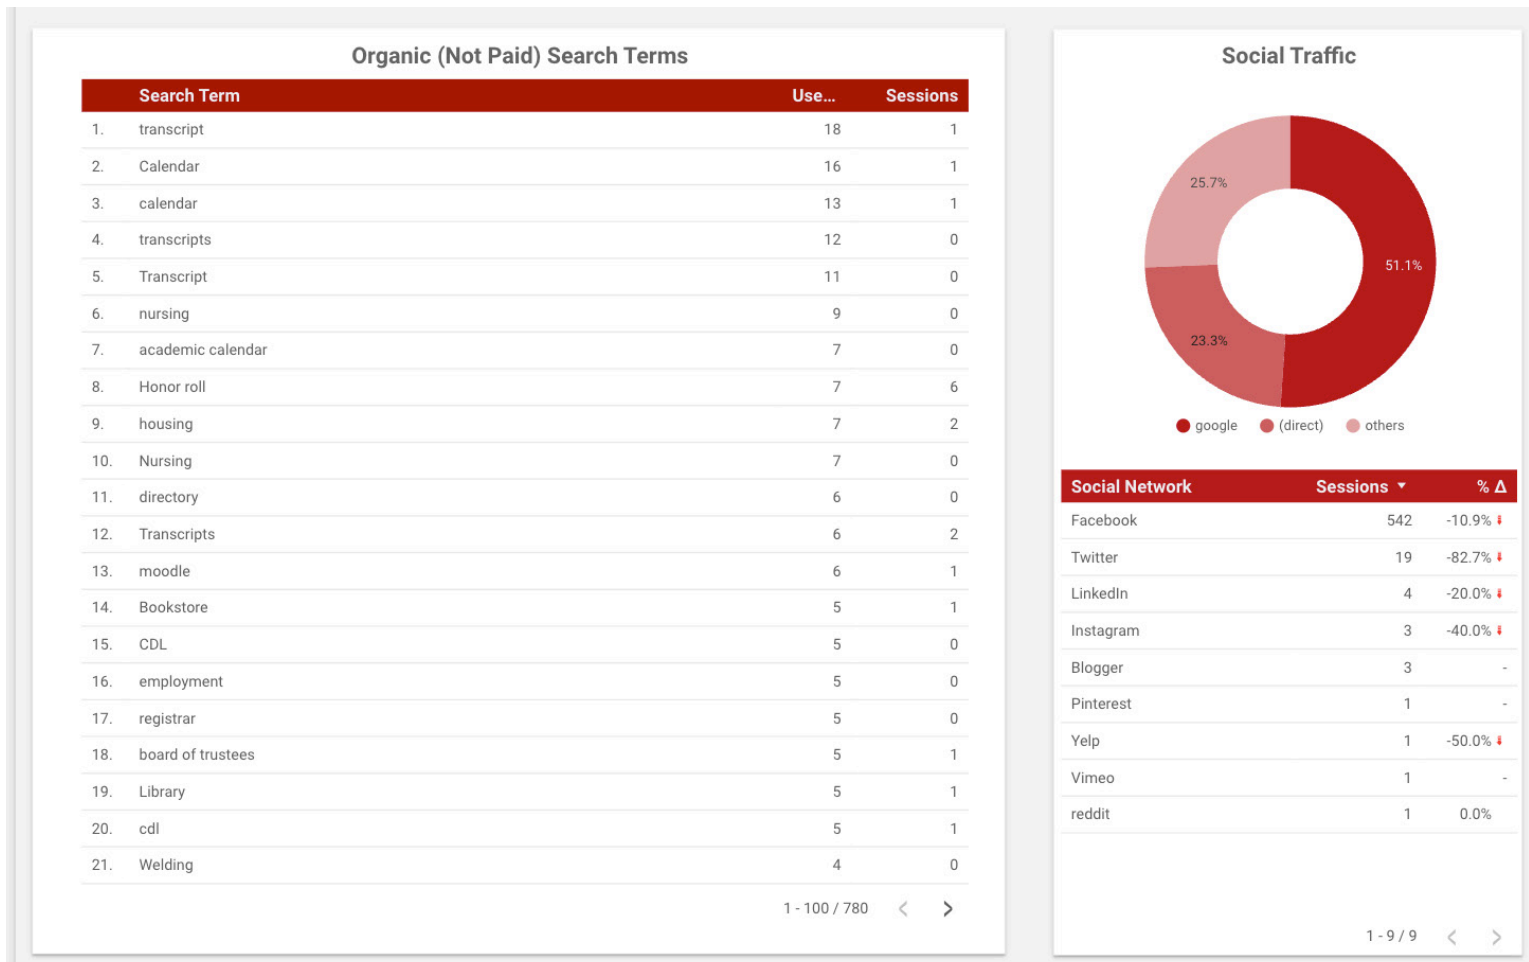 Organic (Not Paid) Search Terms
Search Term Use... Sessions
1. transcript 18 1
2. Calendar 16 1
3. calendar 13 1
4. transcripts 12 0
5. Transcript 11 0
6. nursing 9 0
7. academic calendar 7 0
8. Honor roll 7 6
9. housing 7 2
10. Nursing 7 0
11. directory 6 0
12. Transcripts 6 2
13. moodle 6 1
14. Bookstore 5 1
15. CDL 5 0
16. employment 5 0
17. registrar 5 0
18. board of trustees 5 1
19. Library 5 1
20. cdl 5 1
21. Welding 4 0
1 - 100 / 780 < >
Social Traffic
25.7%
51.1%
23.3%
google (direct) others
Social Network Sessions ▼ % Δ
Facebook 542 -10.9% ⬇
Twitter 19 -82.7% ⬇
LinkedIn 4 -20.0% ⬇
Instagram 3 -40.0% ⬇
Blogger 3 -
Pinterest 1 -
Yelp 1 -50.0% ⬇
Vimeo 1 -
reddit 1 0.0%
1 - 9 / 9 < >